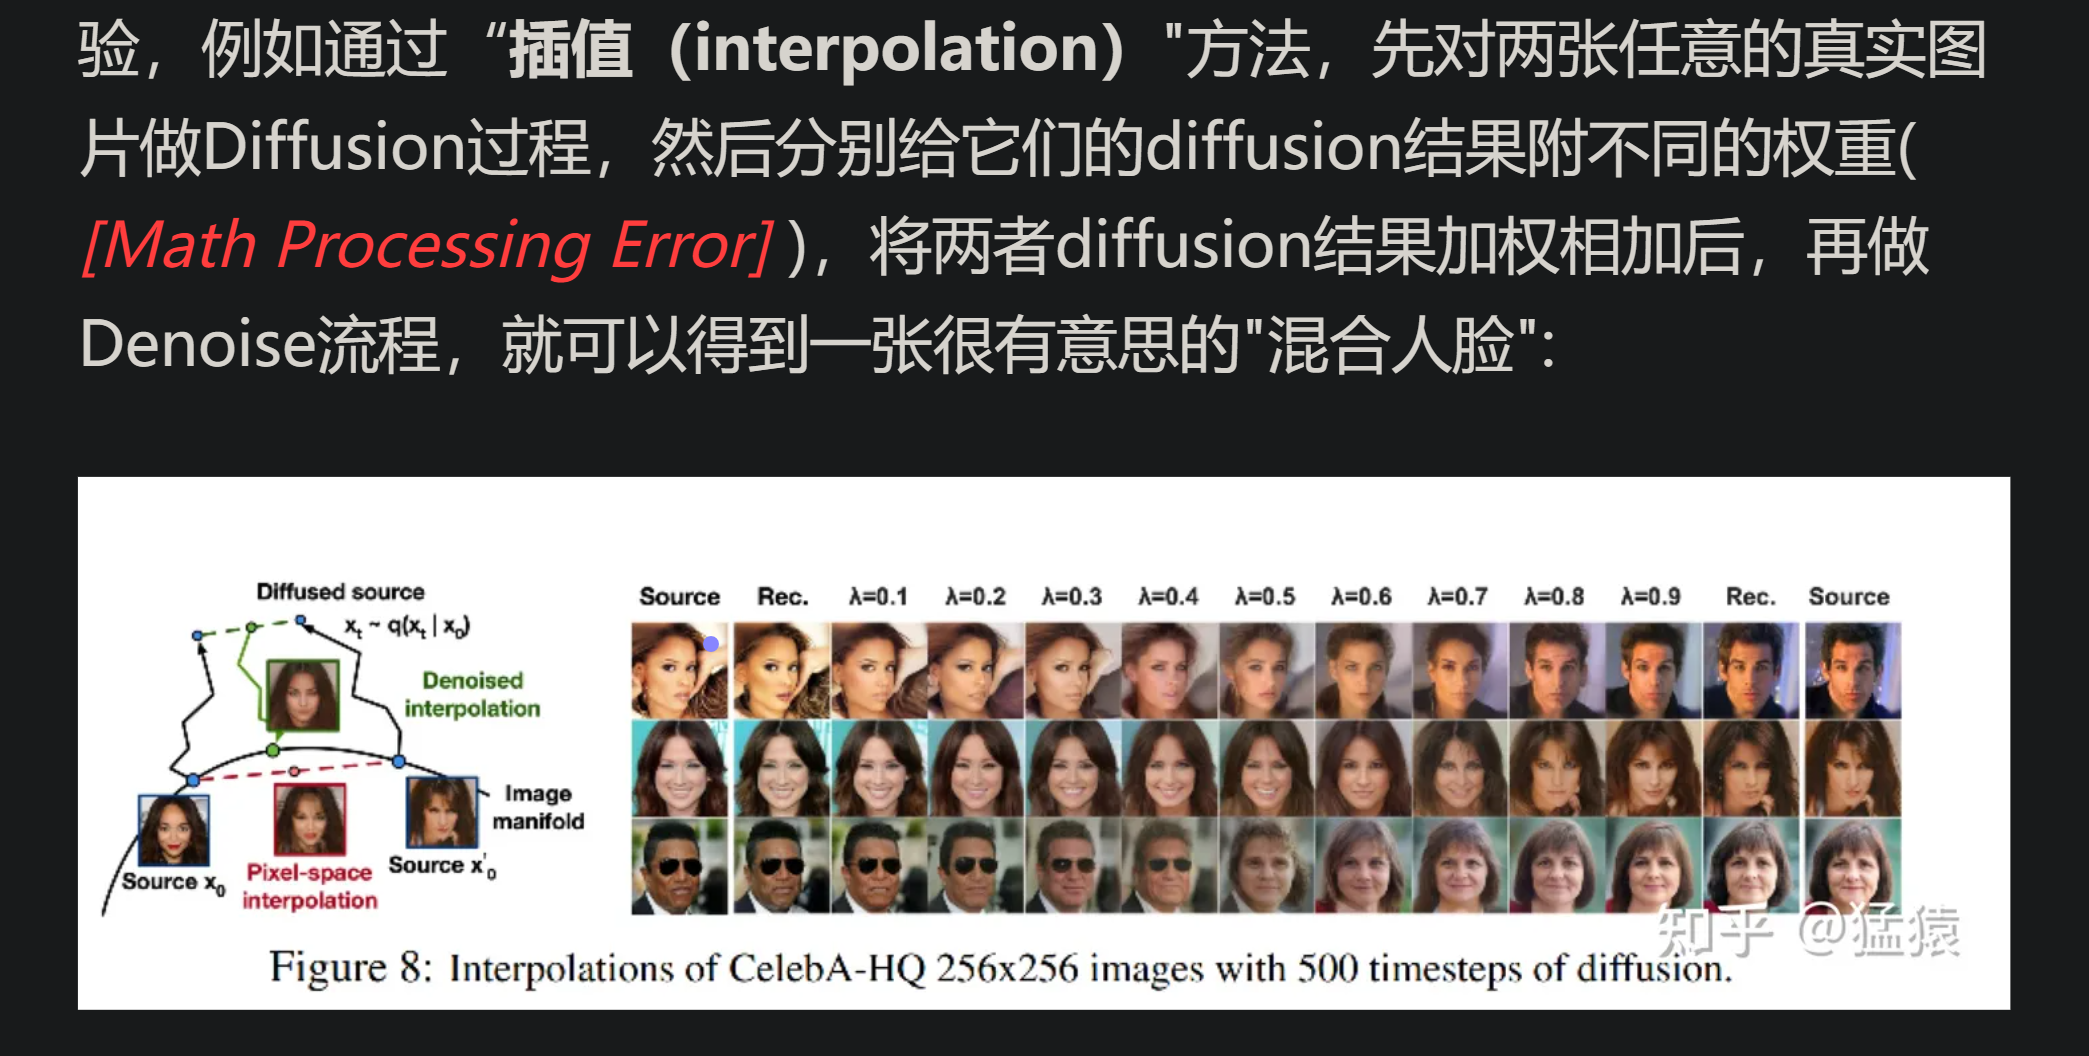 验，例如通过“插值（interpolation）"方法，先对两张任意的真实图
片做Diffusion过程，然后分别给它们的diffusion结果附不同的权重(
[Math Processing Error] )，将两者diffusion结果加权相加后，再做
Denoise流程，就可以得到一张很有意思的"混合人脸"：
Diffused source
xₜ ~ q(xₜ | x₀)
Denoised
interpolation
Image
manifold
Source x₀
Pixel-space
interpolation
Source x'₀
Source Rec. λ=0.1 λ=0.2 λ=0.3 λ=0.4 λ=0.5 λ=0.6 λ=0.7 λ=0.8 λ=0.9 Rec. Source
知乎 @猛猿
Figure 8: Interpolations of CelebA-HQ 256x256 images with 500 timesteps of diffusion.